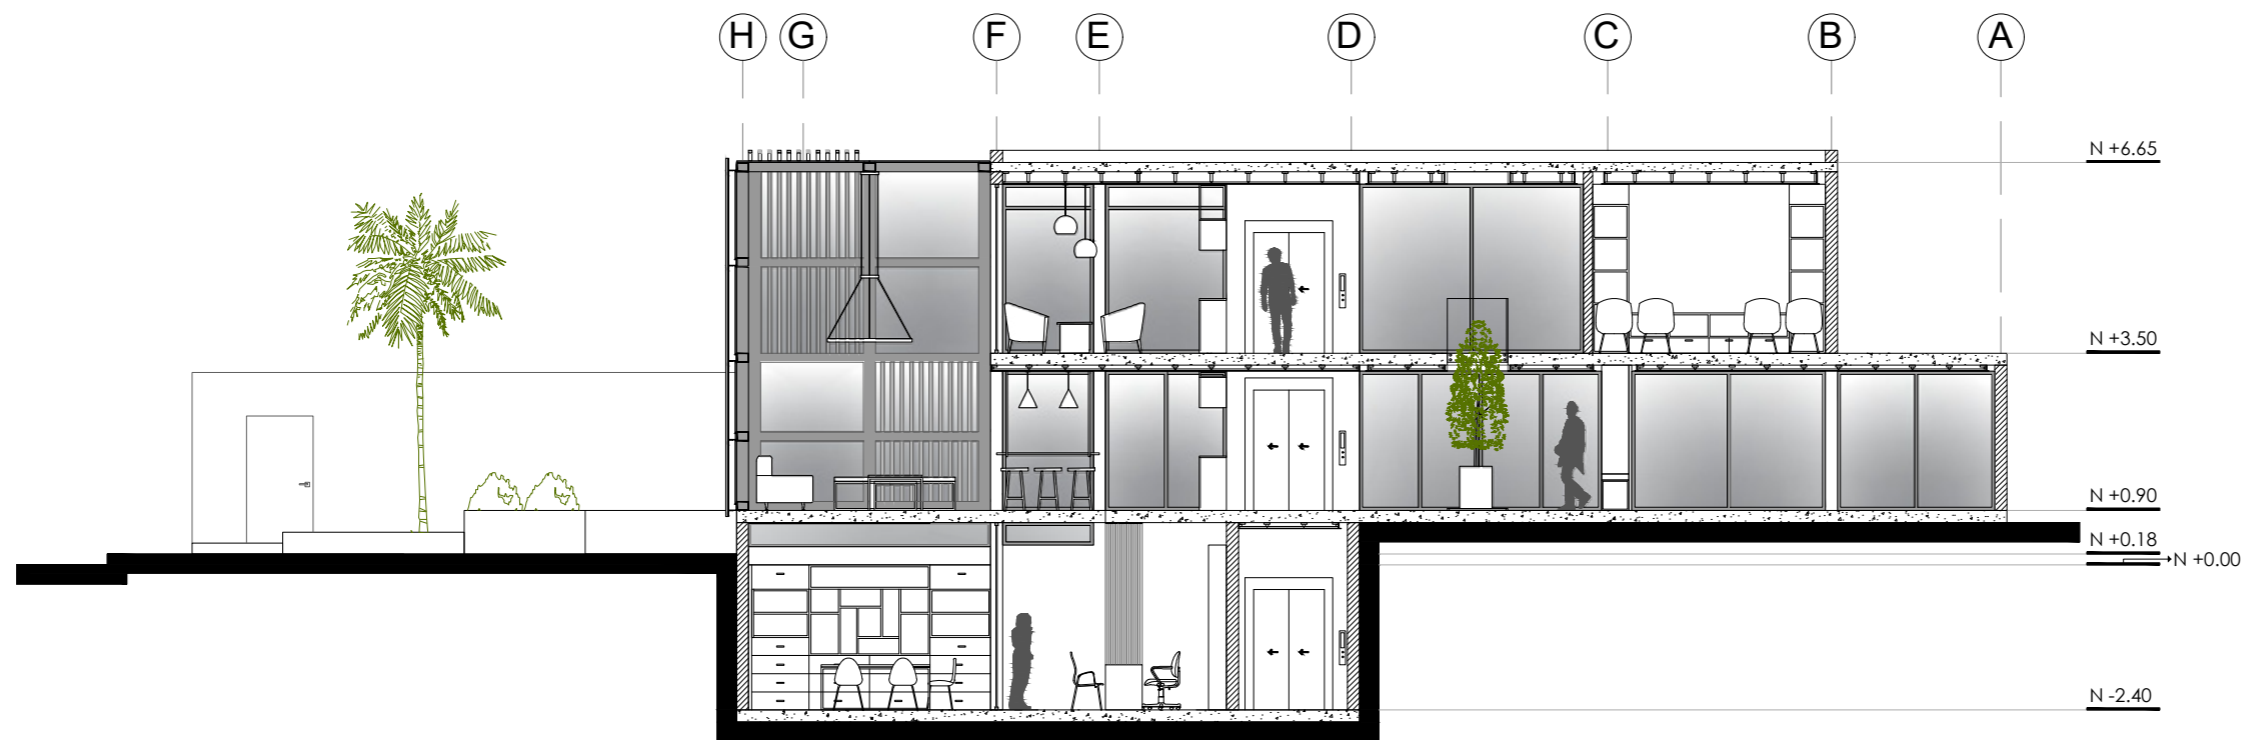 H G F E D C B A
N +6.65
N +3.50
N +0.90
N +0.18
N +0.00
N -2.40